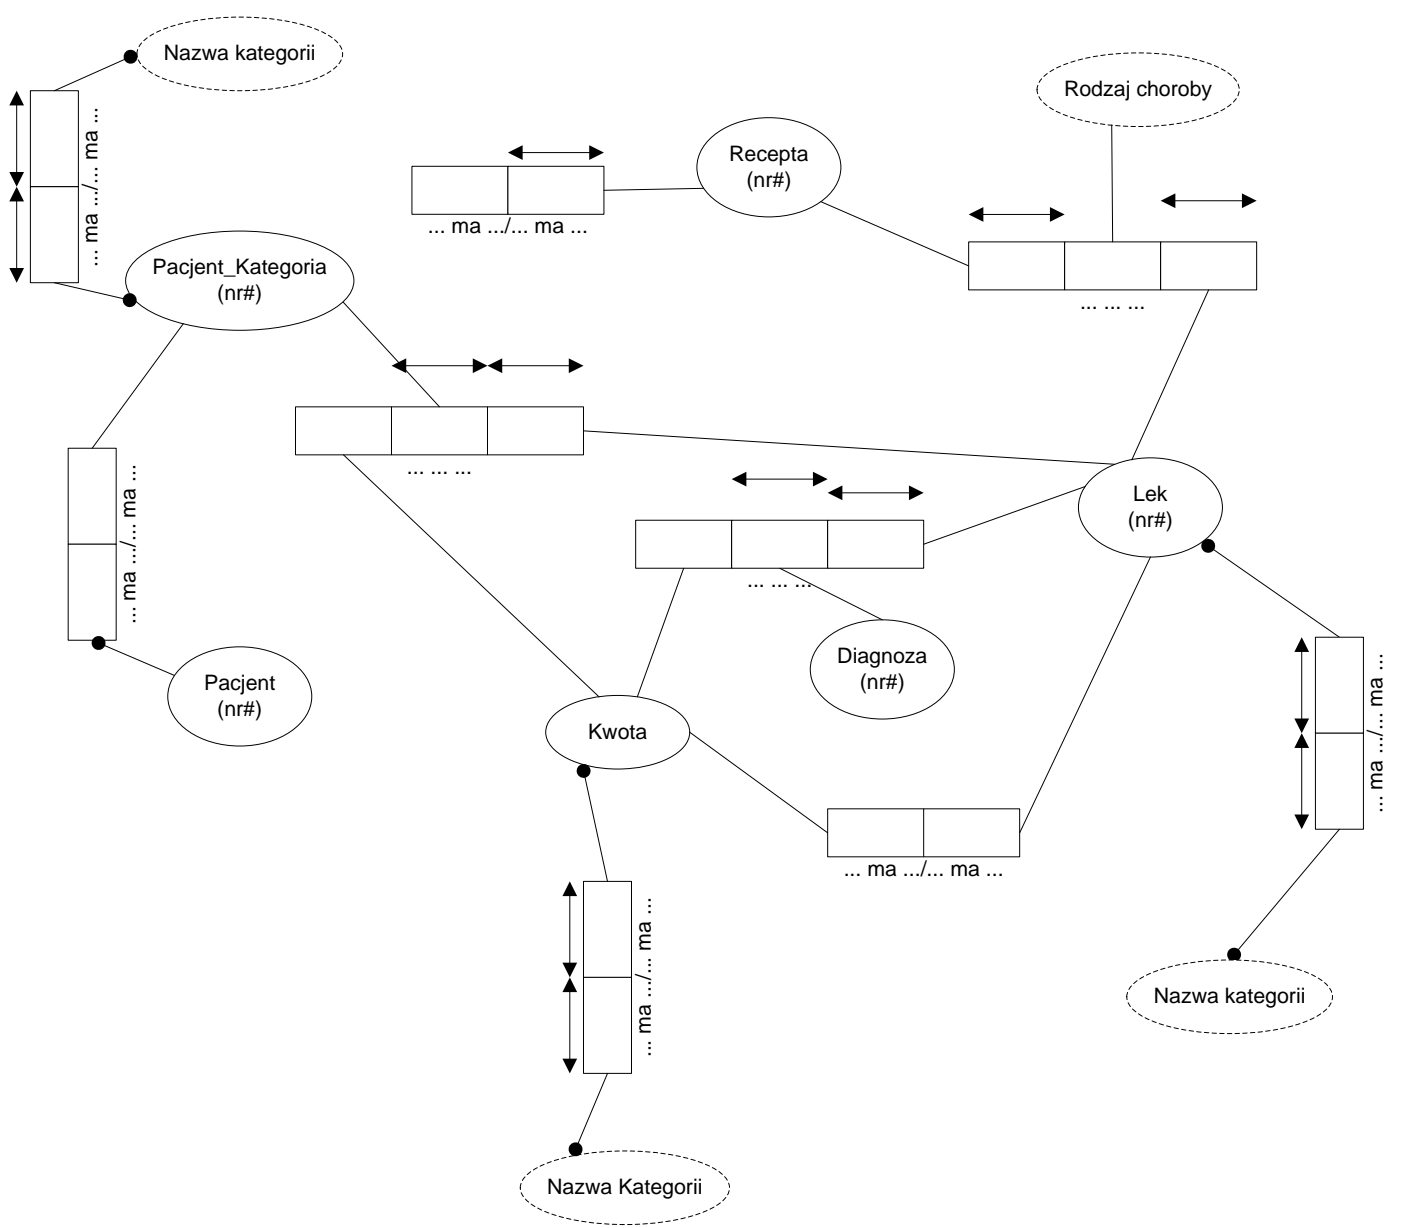 Nazwa kategorii
... ma .../... ma ...
Rodzaj choroby
Recepta
(nr#)
... ma .../... ma ...
... ... ...
Pacjent_Kategoria
(nr#)
... ... ...
... ma .../... ma ...
Lek
(nr#)
... ... ...
Diagnoza
(nr#)
Pacjent
(nr#)
Kwota
... ma .../... ma ...
... ma .../... ma ...
... ma .../... ma ...
Nazwa kategorii
Nazwa Kategorii